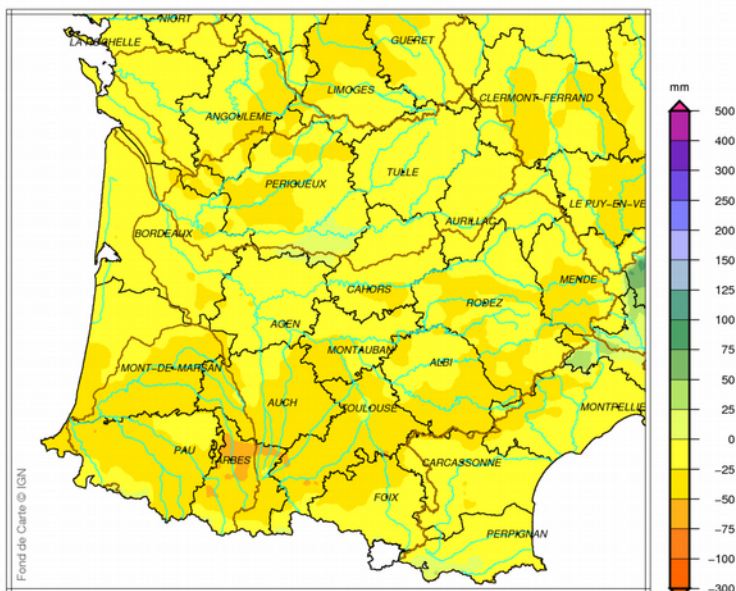 NIORT
LA ROCHELLE
GUERET
LIMOGES
CLERMONT-FERRAND
ANGOULEME
TULLE
PERIGUEUX
LE PUY-EN-VE
AURILLAC
BORDEAUX
MENDE
CAHORS
RODEZ
AGEN
MONTAUBAN
ALBI
MONT-DE-MARSAN
AUCH
TOULOUSE
MONTPELLIE
PAU
TARBES
CARCASSONNE
FOIX
PERPIGNAN
Fond de Carte © IGN
mm
500
400
300
250
200
150
125
100
75
50
25
0
-25
-50
-75
-100
-300